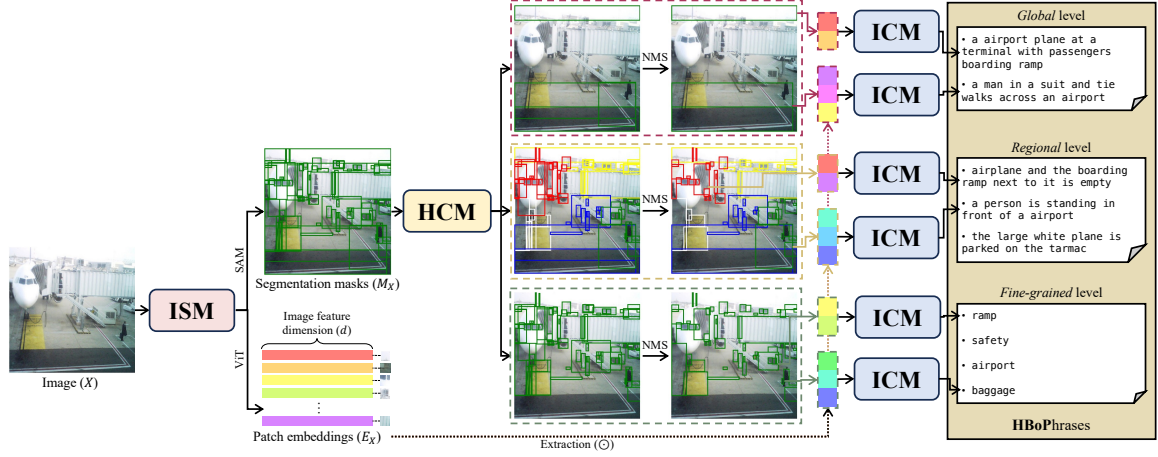 Image (X)
ISM
SAM
ViT
Segmentation masks (M_X)
Image feature
dimension (d)
⋮
Patch embeddings (E_X)
HCM
NMS
NMS
NMS
Extraction (⊙)
ICM
ICM
ICM
ICM
ICM
ICM
Global level
• a airport plane at a
terminal with passengers
boarding ramp
• a man in a suit and tie
walks across an airport
Regional level
• airplane and the boarding
ramp next to it is empty
• a person is standing in
front of a airport
• the large white plane is
parked on the tarmac
Fine-grained level
• ramp
• safety
• airport
• baggage
HBoPhrases